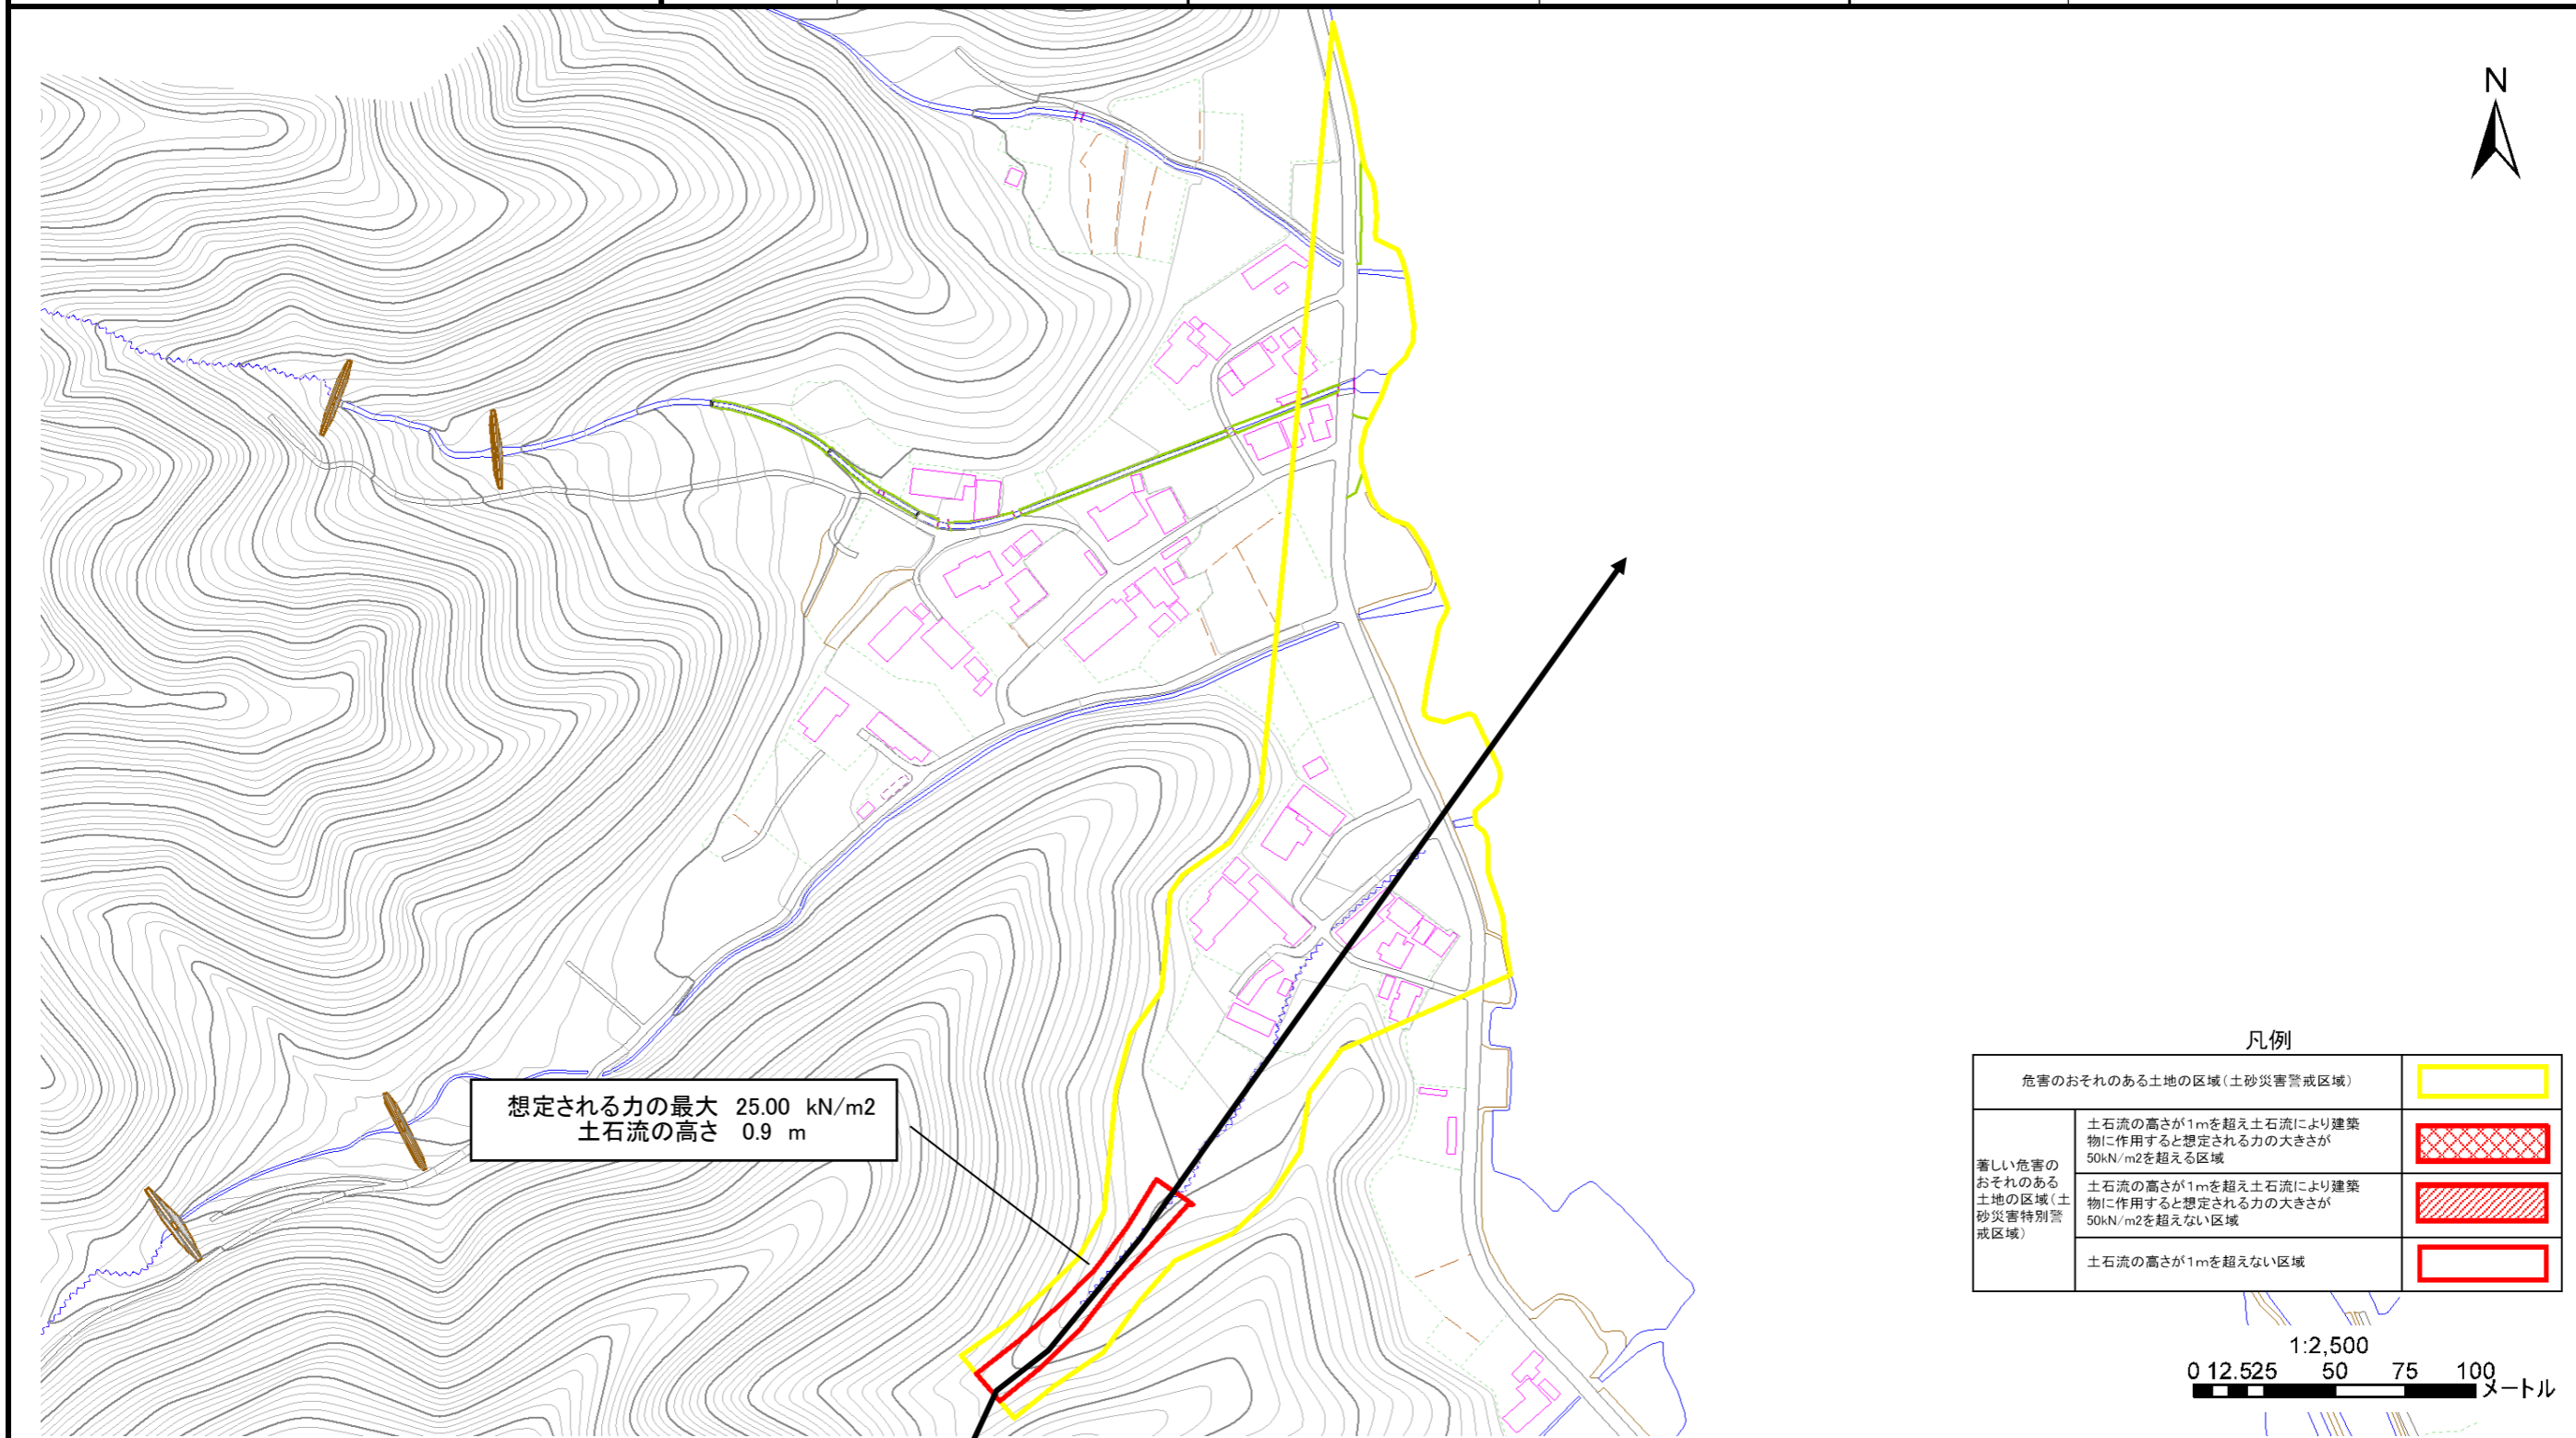 N
想定される力の最大 25.00 kN/m2
土石流の高さ 0.9 m
凡例
危害のおそれのある土地の区域(土砂災害警戒区域)
著しい危害の
おそれのある
土地の区域(土
砂災害特別警
戒区域)
土石流の高さが1mを超え土石流により建築
物に作用すると想定される力の大きさが
50kN/m2を超える区域
土石流の高さが1mを超え土石流により建築
物に作用すると想定される力の大きさが
50kN/m2を超えない区域
土石流の高さが1mを超えない区域
1:2,500
0 12.525 50 75 100
メートル